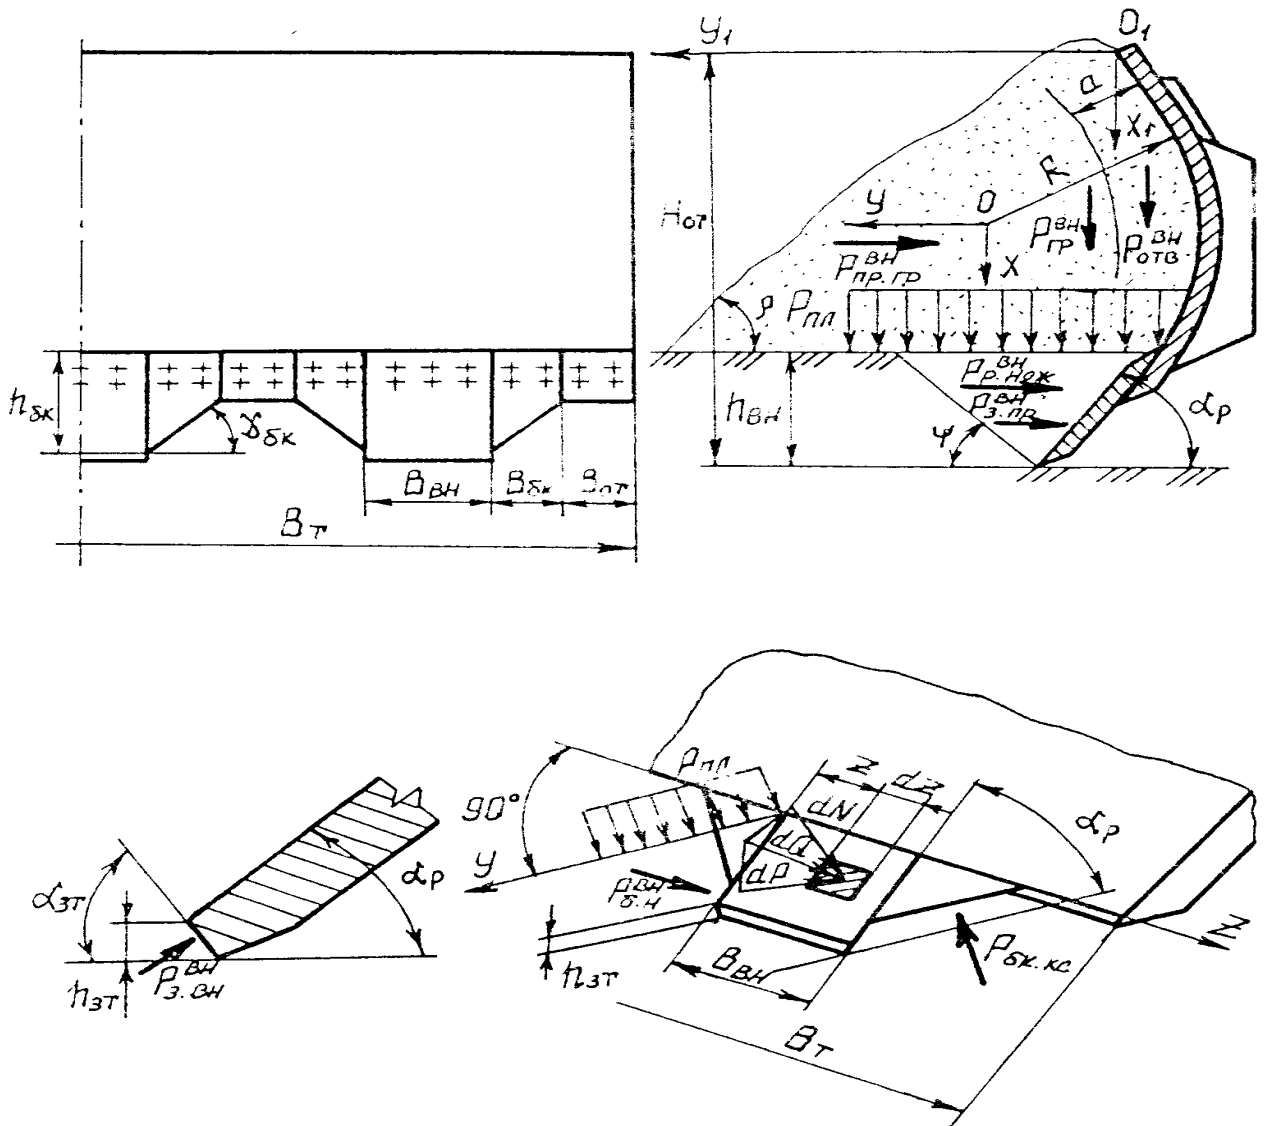 y₁
O₁
a
x₁
R
Hот
y
O
x
Pгр^вн
Pотв^вн
Pпр.гр^вн
ρ
Pпл
hбк
γбк
Pр.нож^вн
Pз.пр^вн
hвн
ψ
αр
Bвн
Bбк
Bот
Bт
90°
y
Pпл
z
dz
dN
dQ
dP
αр
Pб.н^вн
αзт
αр
hзт
Pз.вн^вн
hзт
Bвн
Pбк.кс
z
Bт